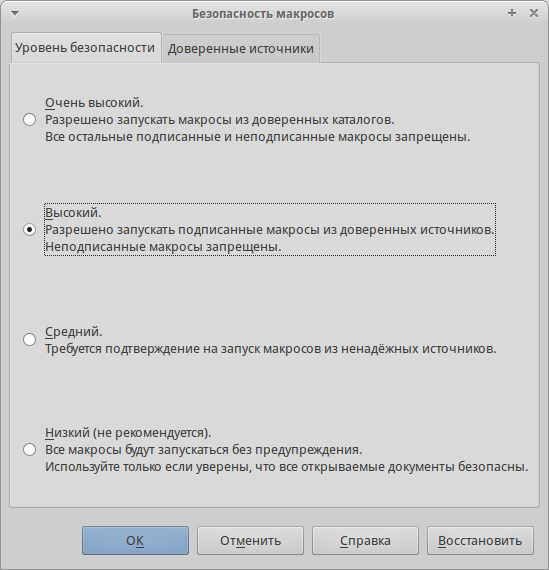 Безопасность макросов
Уровень безопасности
Доверенные источники
Очень высокий.
Разрешено запускать макросы из доверенных каталогов.
Все остальные подписанные и неподписанные макросы запрещены.
Высокий.
Разрешено запускать подписанные макросы из доверенных источников.
Неподписанные макросы запрещены.
Средний.
Требуется подтверждение на запуск макросов из ненадёжных источников.
Низкий (не рекомендуется).
Все макросы будут запускаться без предупреждения.
Используйте только если уверены, что все открываемые документы безопасны.
ОК
Отменить
Справка
Восстановить